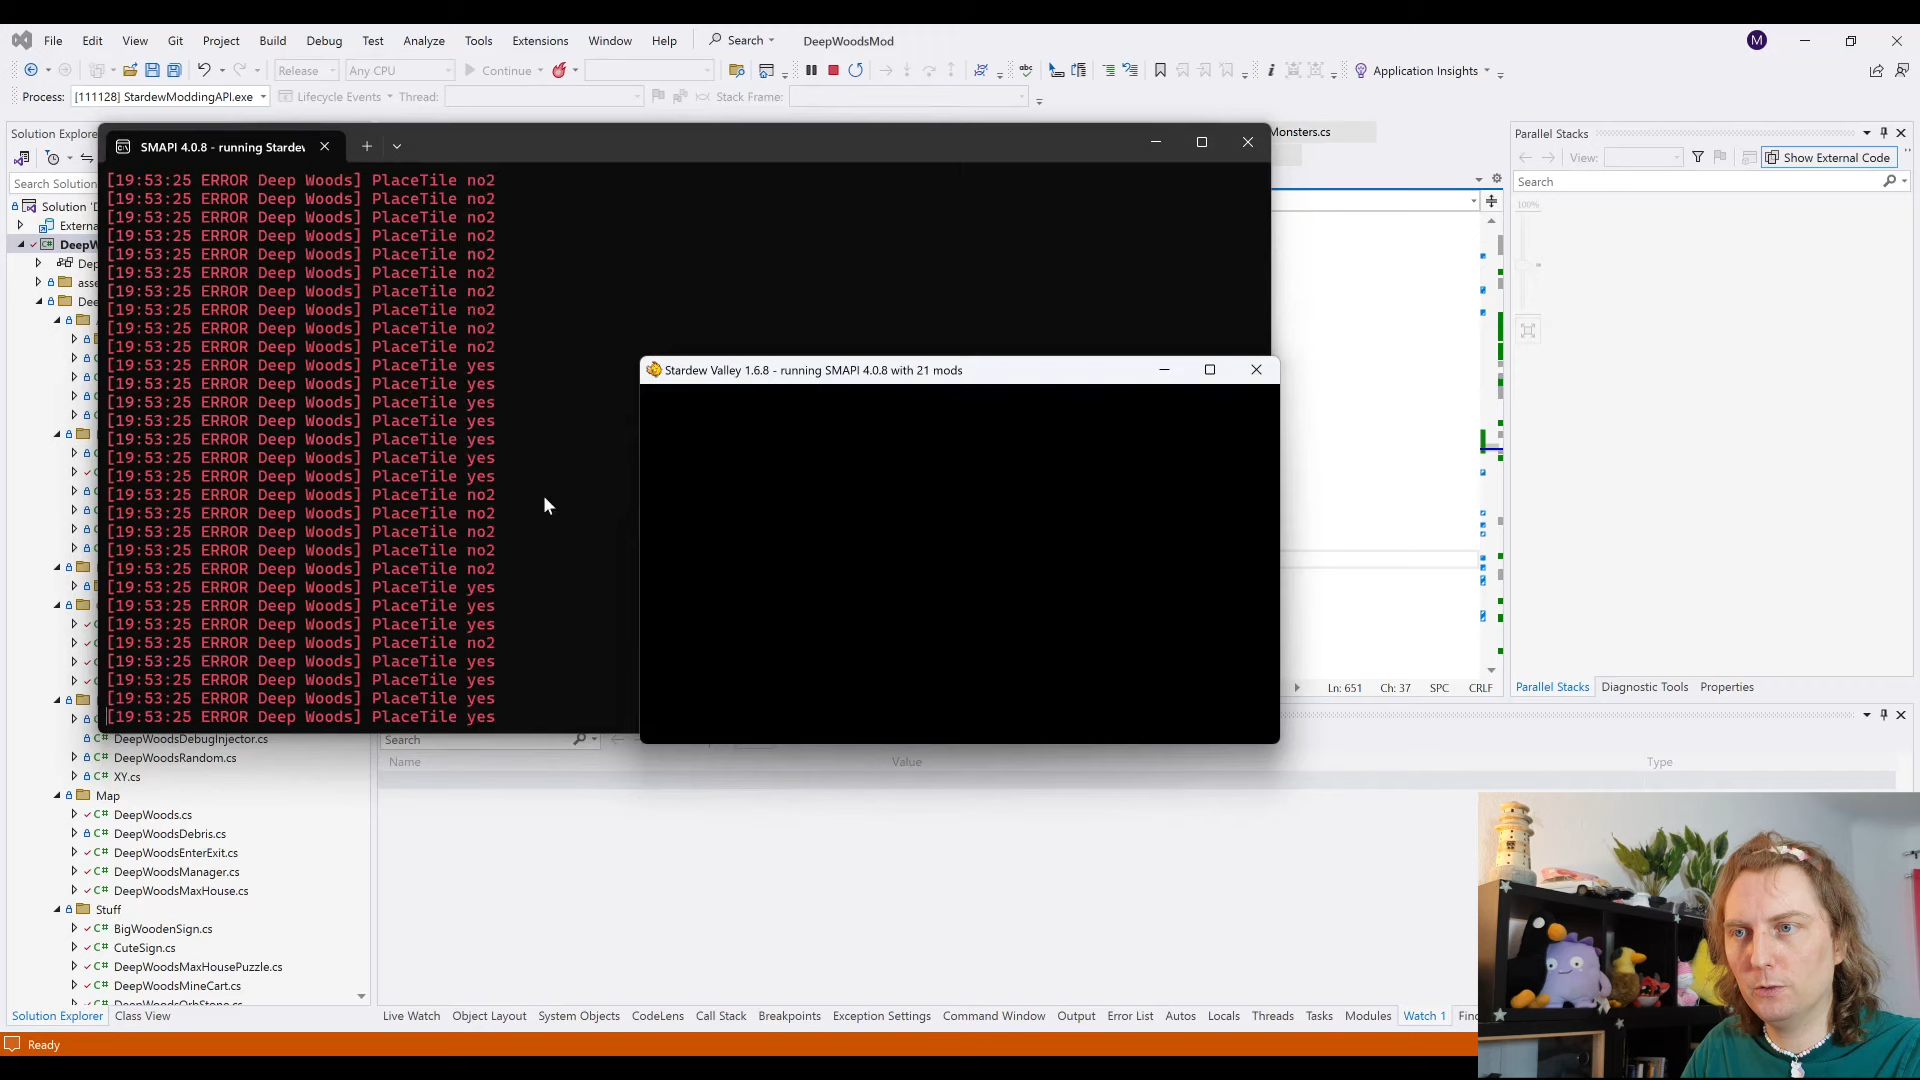 File Edit View Git Project Build Debug Test Analyze Tools Extensions Window Help Search DeepWoodsMod M
Release Any CPU Continue Application Insights
Process: [111128] StardewModdingAPI.exe Lifecycle Events Thread: Stack Frame:
Solution Explorer
Search Solution
Solution 'D
Externa
DeepW
Dep
asse
Dee
SMAPI 4.0.8 - running Stardew
[19:53:25 ERROR Deep Woods] PlaceTile no2
[19:53:25 ERROR Deep Woods] PlaceTile no2
[19:53:25 ERROR Deep Woods] PlaceTile no2
[19:53:25 ERROR Deep Woods] PlaceTile no2
[19:53:25 ERROR Deep Woods] PlaceTile no2
[19:53:25 ERROR Deep Woods] PlaceTile no2
[19:53:25 ERROR Deep Woods] PlaceTile no2
[19:53:25 ERROR Deep Woods] PlaceTile no2
[19:53:25 ERROR Deep Woods] PlaceTile no2
[19:53:25 ERROR Deep Woods] PlaceTile no2
[19:53:25 ERROR Deep Woods] PlaceTile yes
[19:53:25 ERROR Deep Woods] PlaceTile yes
[19:53:25 ERROR Deep Woods] PlaceTile yes
[19:53:25 ERROR Deep Woods] PlaceTile yes
[19:53:25 ERROR Deep Woods] PlaceTile yes
[19:53:25 ERROR Deep Woods] PlaceTile yes
[19:53:25 ERROR Deep Woods] PlaceTile yes
[19:53:25 ERROR Deep Woods] PlaceTile no2
[19:53:25 ERROR Deep Woods] PlaceTile no2
[19:53:25 ERROR Deep Woods] PlaceTile no2
[19:53:25 ERROR Deep Woods] PlaceTile no2
[19:53:25 ERROR Deep Woods] PlaceTile no2
[19:53:25 ERROR Deep Woods] PlaceTile yes
[19:53:25 ERROR Deep Woods] PlaceTile yes
[19:53:25 ERROR Deep Woods] PlaceTile yes
[19:53:25 ERROR Deep Woods] PlaceTile no2
[19:53:25 ERROR Deep Woods] PlaceTile yes
[19:53:25 ERROR Deep Woods] PlaceTile yes
[19:53:25 ERROR Deep Woods] PlaceTile yes
[19:53:25 ERROR Deep Woods] PlaceTile yes
Stardew Valley 1.6.8 - running SMAPI 4.0.8 with 21 mods
Monsters.cs
Parallel Stacks
View: Show External Code
Search
100%
Ln: 651 Ch: 37 SPC CRLF
Parallel Stacks Diagnostic Tools Properties
DeepWoodsDebugInjector.cs
DeepWoodsRandom.cs
XY.cs
Map
DeepWoods.cs
DeepWoodsDebris.cs
DeepWoodsEnterExit.cs
DeepWoodsManager.cs
DeepWoodsMaxHouse.cs
Stuff
BigWoodenSign.cs
CuteSign.cs
DeepWoodsMaxHousePuzzle.cs
DeepWoodsMineCart.cs
DeepWoodsOrbStone.cs
Solution Explorer Class View
Search
Name Value Type
Live Watch Object Layout System Objects CodeLens Call Stack Breakpoints Exception Settings Command Window Output Error List Autos Locals Threads Tasks Modules Watch 1 Fin
Ready